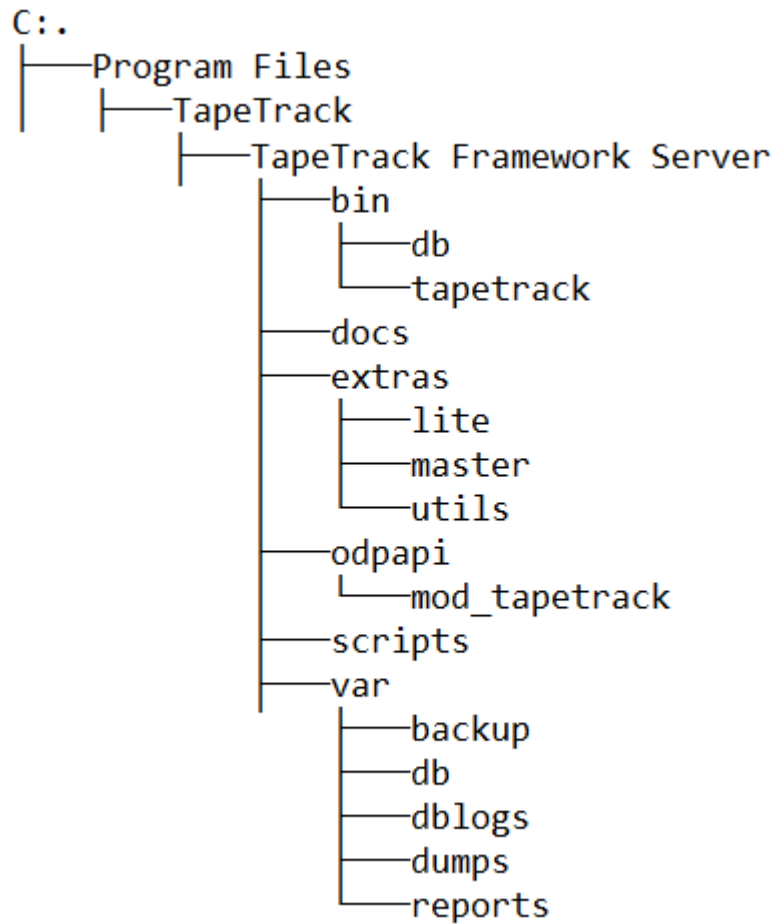 C:.
Program Files
TapeTrack
TapeTrack Framework Server
bin
db
tapetrack
docs
extras
lite
master
utils
odpapi
mod_tapetrack
scripts
var
backup
db
dblogs
dumps
reports